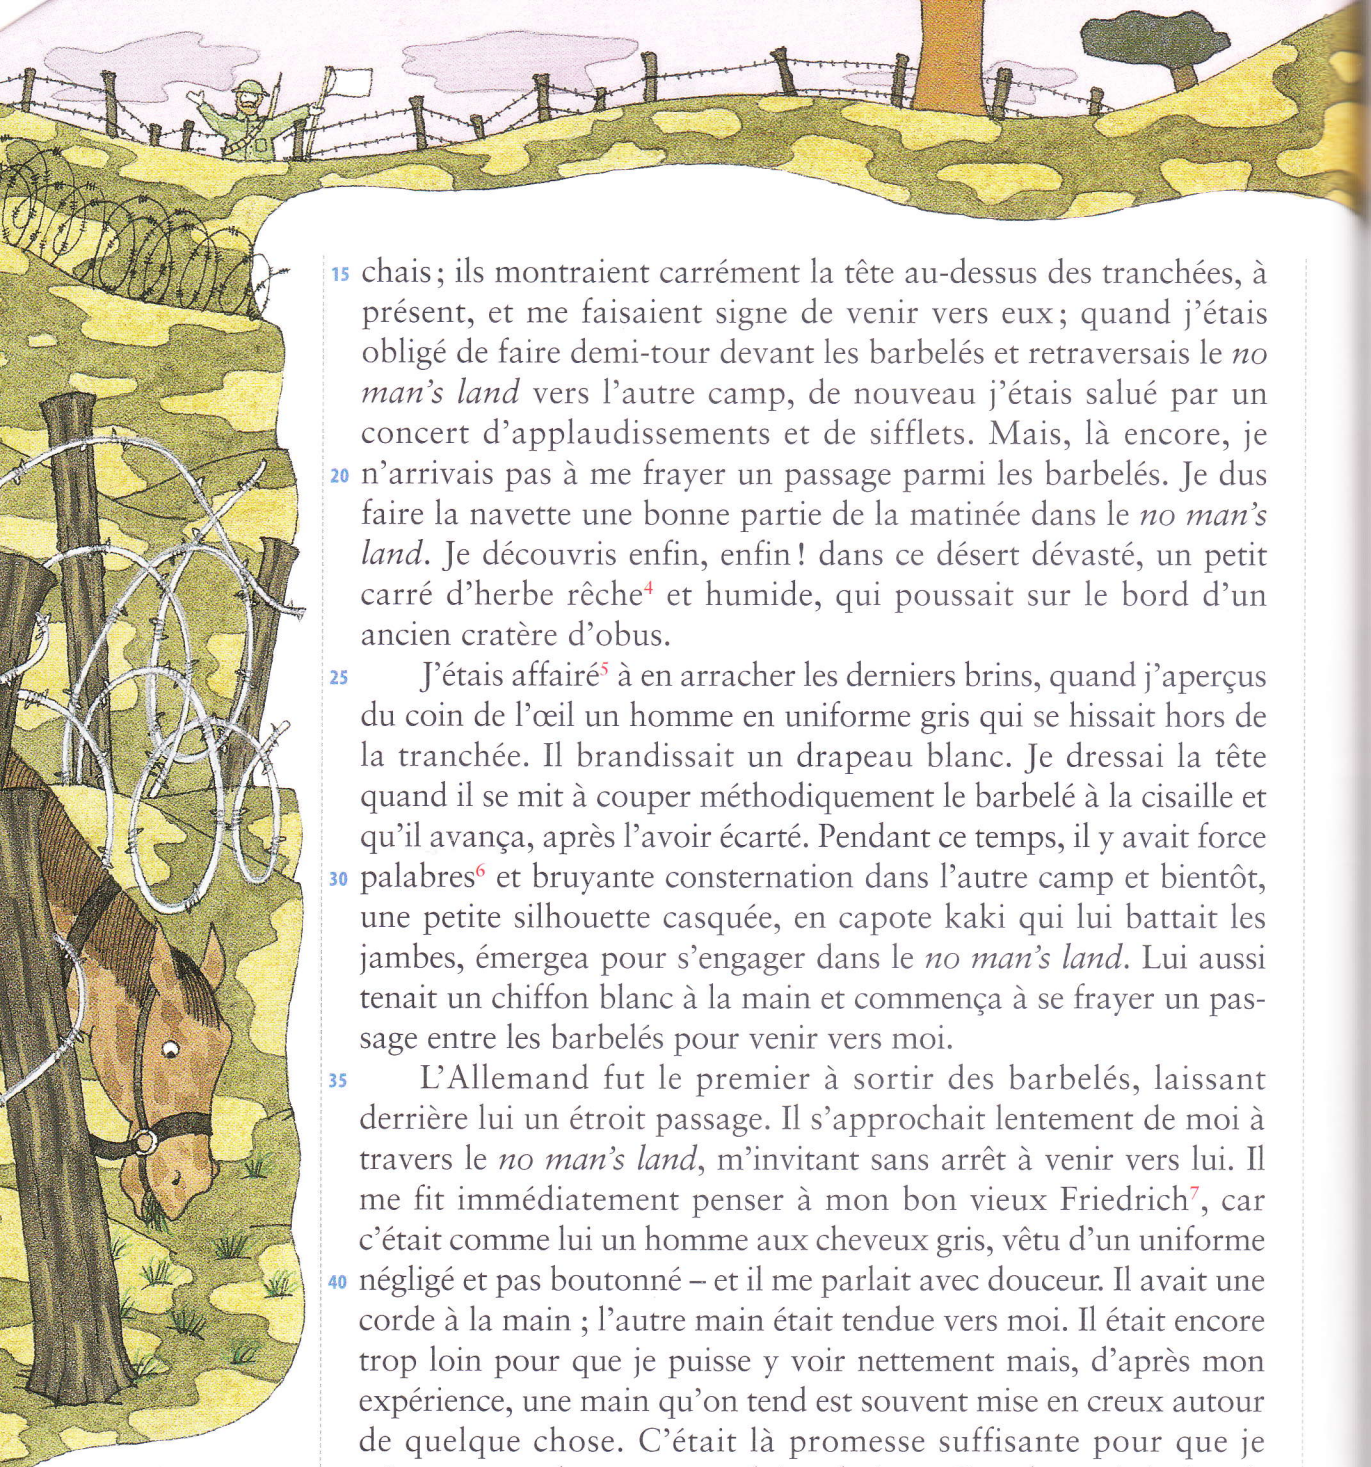 15 chais ; ils montraient carrément la tête au-dessus des tranchées, à
présent, et me faisaient signe de venir vers eux ; quand j'étais
obligé de faire demi-tour devant les barbelés et retraversais le no
man's land vers l'autre camp, de nouveau j'étais salué par un
concert d'applaudissements et de sifflets. Mais, là encore, je
20 n'arrivais pas à me frayer un passage parmi les barbelés. Je dus
faire la navette une bonne partie de la matinée dans le no man's
land. Je découvris enfin, enfin ! dans ce désert dévasté, un petit
carré d'herbe rêche4 et humide, qui poussait sur le bord d'un
ancien cratère d'obus.
25 J'étais affairé5 à en arracher les derniers brins, quand j'aperçus
du coin de l'œil un homme en uniforme gris qui se hissait hors de
la tranchée. Il brandissait un drapeau blanc. Je dressai la tête
quand il se mit à couper méthodiquement le barbelé à la cisaille et
qu'il avança, après l'avoir écarté. Pendant ce temps, il y avait force
30 palabres6 et bruyante consternation dans l'autre camp et bientôt,
une petite silhouette casquée, en capote kaki qui lui battait les
jambes, émergea pour s'engager dans le no man's land. Lui aussi
tenait un chiffon blanc à la main et commença à se frayer un pas-
sage entre les barbelés pour venir vers moi.
35 L'Allemand fut le premier à sortir des barbelés, laissant
derrière lui un étroit passage. Il s'approchait lentement de moi à
travers le no man's land, m'invitant sans arrêt à venir vers lui. Il
me fit immédiatement penser à mon bon vieux Friedrich7, car
c'était comme lui un homme aux cheveux gris, vêtu d'un uniforme
40 négligé et pas boutonné – et il me parlait avec douceur. Il avait une
corde à la main ; l'autre main était tendue vers moi. Il était encore
trop loin pour que je puisse y voir nettement mais, d'après mon
expérience, une main qu'on tend est souvent mise en creux autour
de quelque chose. C'était là promesse suffisante pour que je